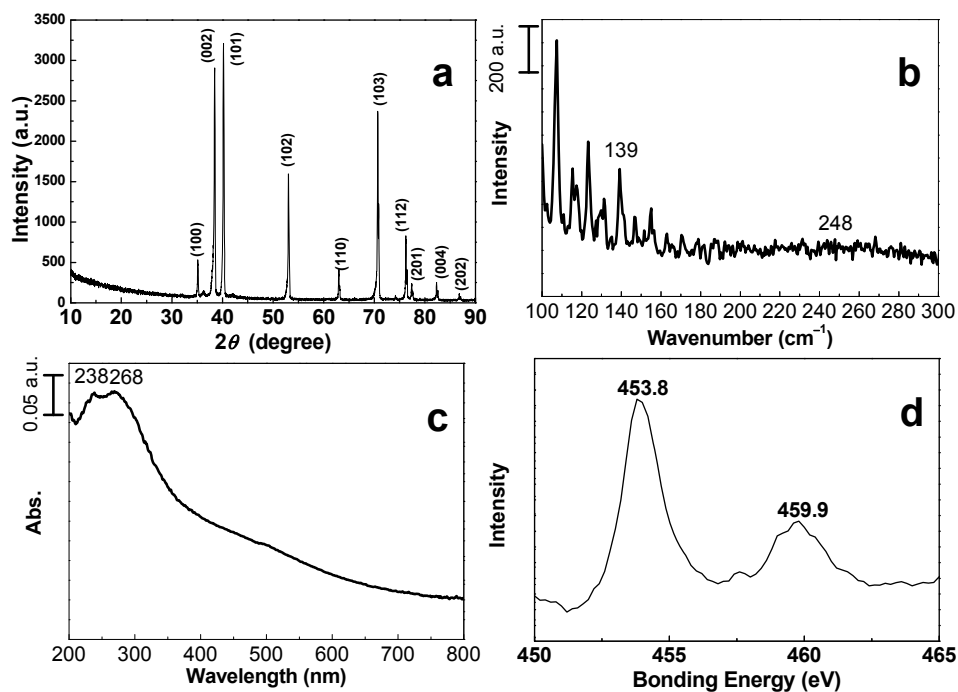 a
Intensity (a.u.)
3500
3000
2500
2000
1500
1000
500
0
(100)
(002)
(101)
(102)
(110)
(103)
(112)
(201)
(004)
(202)
10 20 30 40 50 60 70 80 90
2θ (degree)
b
200 a.u.
Intensity
139
248
100 120 140 160 180 200 220 240 260 280 300
Wavenumber (cm⁻¹)
c
0.05 a.u.
Abs.
238 268
200 300 400 500 600 700 800
Wavelength (nm)
d
Intensity
453.8
459.9
450 455 460 465
Bonding Energy (eV)